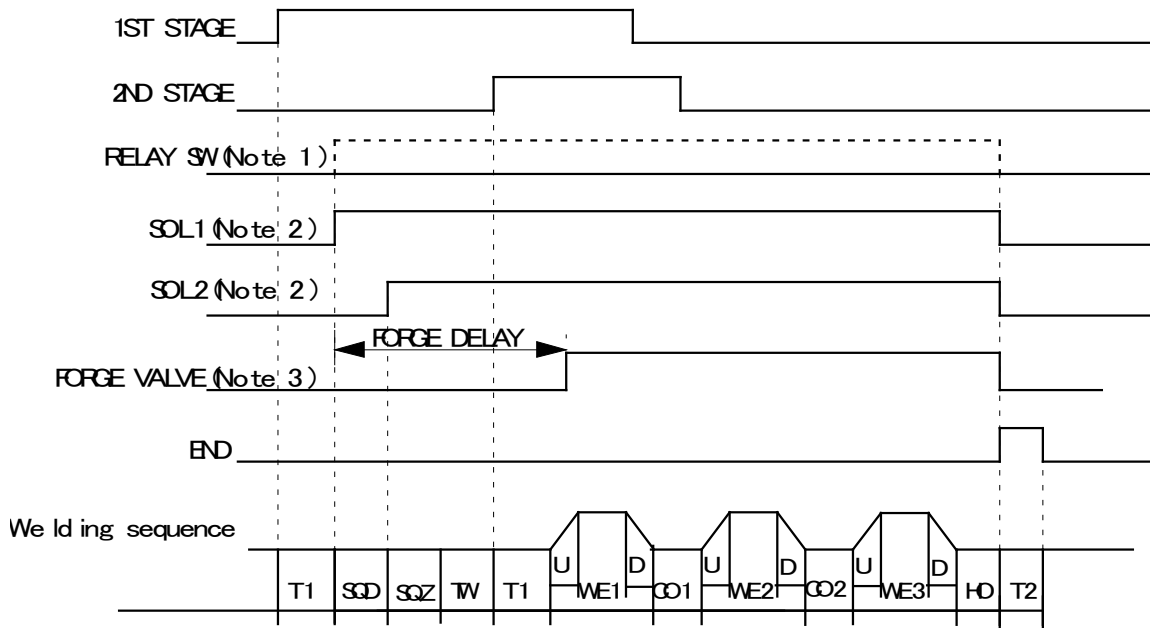 1ST STAGE
2ND STAGE
RELAY SW(Note 1)
SOL1(Note 2)
SOL2(Note 2)
FORGE DELAY
FORGE VALVE(Note 3)
END
Welding sequence
U D U D U D
T1 SQD SQZ TW T1 WE1 CO1 WE2 CO2 WE3 HO T2